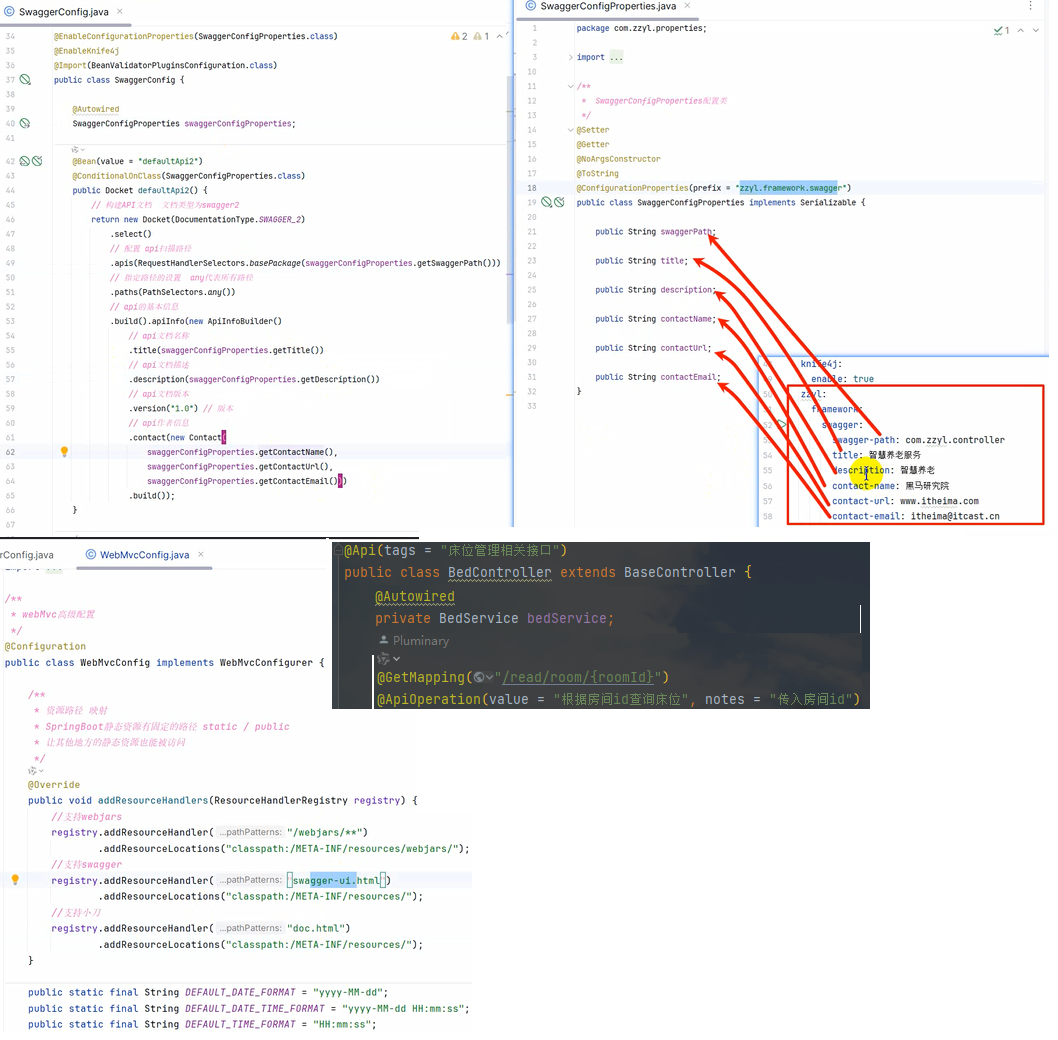 SwaggerConfig.java
34 @EnableConfigurationProperties(SwaggerConfigProperties.class)
2 1
35 @EnableKnife4j
36 @Import(BeanValidatorPluginsConfiguration.class)
37 public class SwaggerConfig {
38
39 @Autowired
40 SwaggerConfigProperties swaggerConfigProperties;
41
42 @Bean(value = "defaultApi2")
43 @ConditionalOnClass(SwaggerConfigProperties.class)
44 public Docket defaultApi2() {
45 // 构建API文档 文档类型为swagger2
46 return new Docket(DocumentationType.SWAGGER_2)
47 .select()
48 // 配置 api扫描路径
49 .apis(RequestHandlerSelectors.basePackage(swaggerConfigProperties.getSwaggerPath()))
50 // 指定路径的设置 any代表所有路径
51 .paths(PathSelectors.any())
52 // api的基本信息
53 .build().apiInfo(new ApiInfoBuilder()
54 // api文档名称
55 .title(swaggerConfigProperties.getTitle())
56 // api文档描述
57 .description(swaggerConfigProperties.getDescription())
58 // api文档版本
59 .version("1.0") // 版本
60 // api作者信息
61 .contact(new Contact(
62 swaggerConfigProperties.getContactName(),
63 swaggerConfigProperties.getContactUrl(),
64 swaggerConfigProperties.getContactEmail())
65 .build());
66 }
67
SwaggerConfigProperties.java
1 package com.zzyl.properties;
1
2
3 import ...
10
11 /**
12 * SwaggerConfigProperties配置类
13 */
14 @Setter
15 @Getter
16 @NoArgsConstructor
17 @ToString
18 @ConfigurationProperties(prefix = "zzyl.framework.swagger")
19 public class SwaggerConfigProperties implements Serializable {
20
21 public String swaggerPath;
22
23 public String title;
24
25 public String description;
26
27 public String contactName;
28
29 public String contactUrl;
30
31 public String contactEmail;
32 }
33
knife4j:
enable: true
zzyl:
framework:
swagger:
swagger-path: com.zzyl.controller
54 title: 智慧养老服务
55 description: 智慧养老
56 contact-name: 黑马研究院
57 contact-url: www.itheima.com
58 contact-email: itheima@itcast.cn
rConfig.java WebMvcConfig.java
import ...
/**
* webMvc高级配置
*/
@Configuration
public class WebMvcConfig implements WebMvcConfigurer {
/**
* 资源路径 映射
* SpringBoot静态资源有固定的路径 static / public
* 让其他地方的静态资源也能被访问
*/
@Override
public void addResourceHandlers(ResourceHandlerRegistry registry) {
//支持webjars
registry.addResourceHandler( ...pathPatterns: "/webjars/**")
.addResourceLocations("classpath:/META-INF/resources/webjars/");
//支持swagger
registry.addResourceHandler( ...pathPatterns: "swagger-ui.html")
.addResourceLocations("classpath:/META-INF/resources/");
//支持小刀
registry.addResourceHandler( ...pathPatterns: "doc.html")
.addResourceLocations("classpath:/META-INF/resources/");
}
public static final String DEFAULT_DATE_FORMAT = "yyyy-MM-dd";
public static final String DEFAULT_DATE_TIME_FORMAT = "yyyy-MM-dd HH:mm:ss";
public static final String DEFAULT_TIME_FORMAT = "HH:mm:ss";
@Api(tags = "床位管理相关接口")
public class BedController extends BaseController {
@Autowired
private BedService bedService;
Pluminary
@GetMapping("/read/room/{roomId}")
@ApiOperation(value = "根据房间id查询床位", notes = "传入房间id")